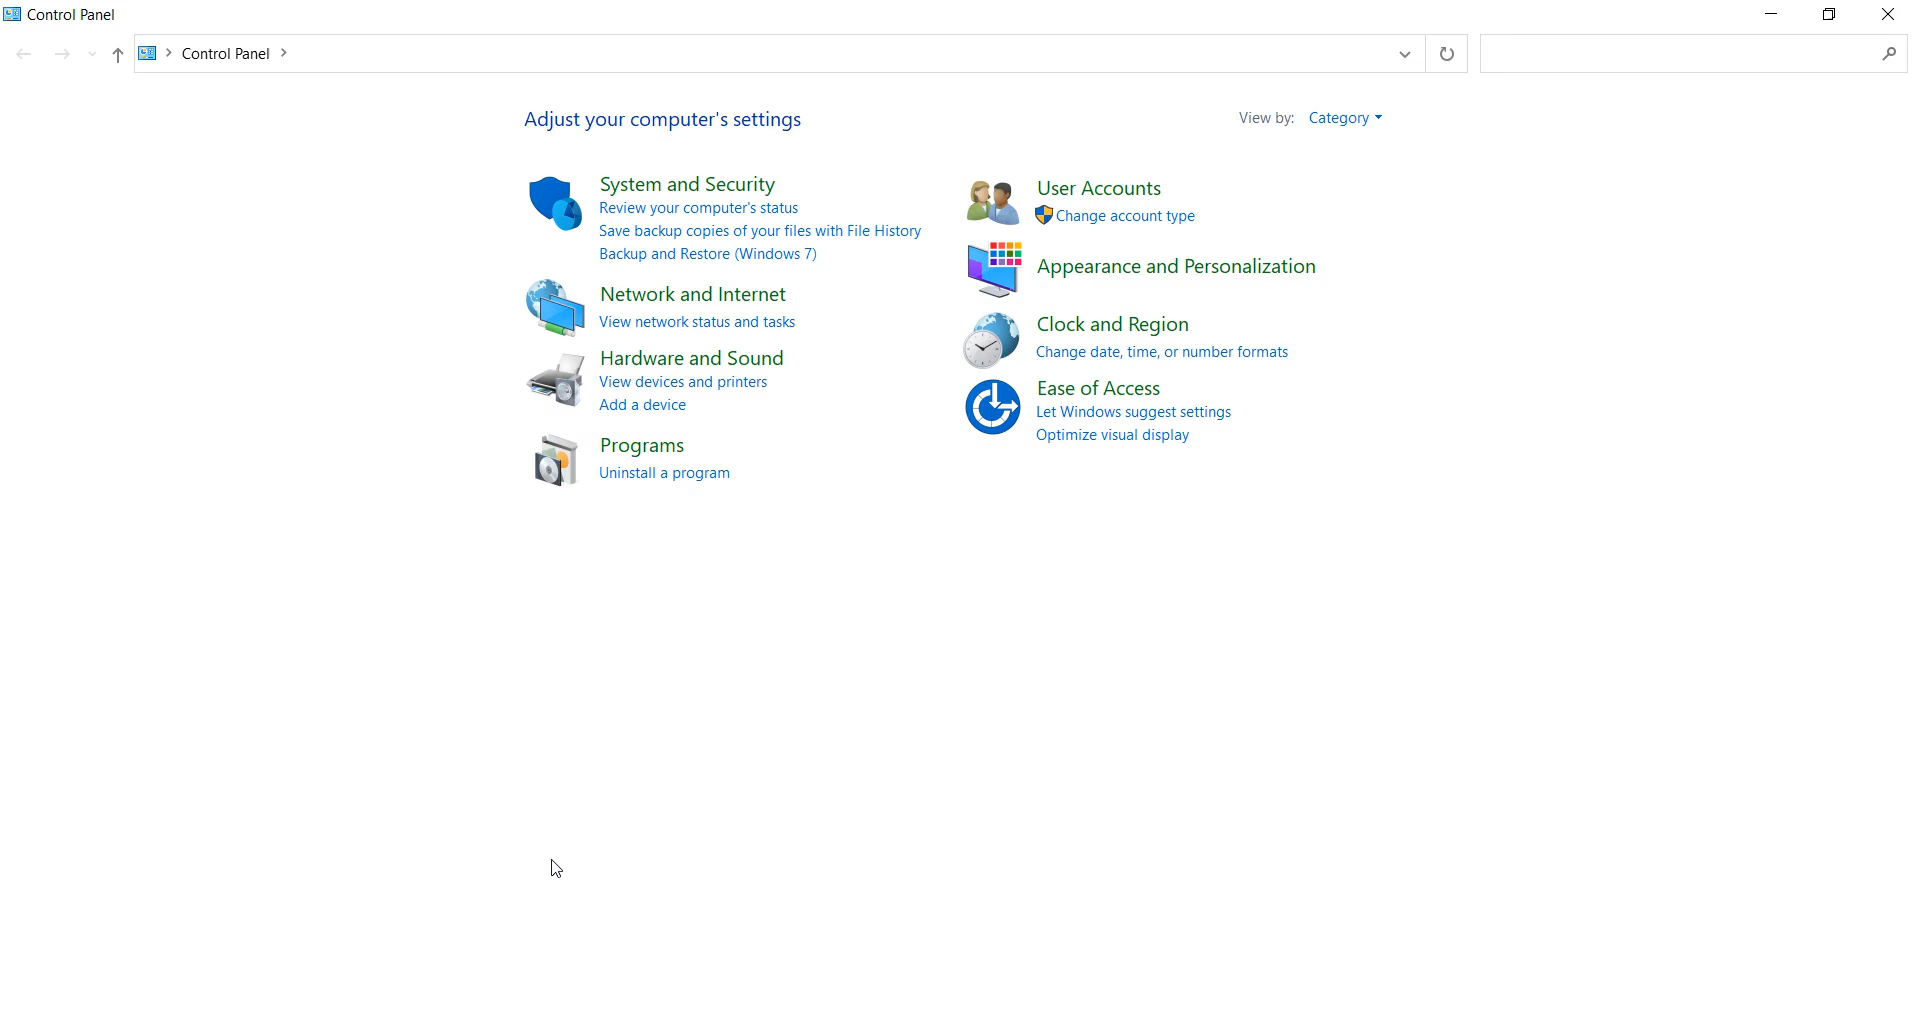 Control Panel
Control Panel
Adjust your computer's settings
View by: Category
System and Security
Review your computer's status
Save backup copies of your files with File History
Backup and Restore (Windows 7)
Network and Internet
View network status and tasks
Hardware and Sound
View devices and printers
Add a device
Programs
Uninstall a program
User Accounts
Change account type
Appearance and Personalization
Clock and Region
Change date, time, or number formats
Ease of Access
Let Windows suggest settings
Optimize visual display